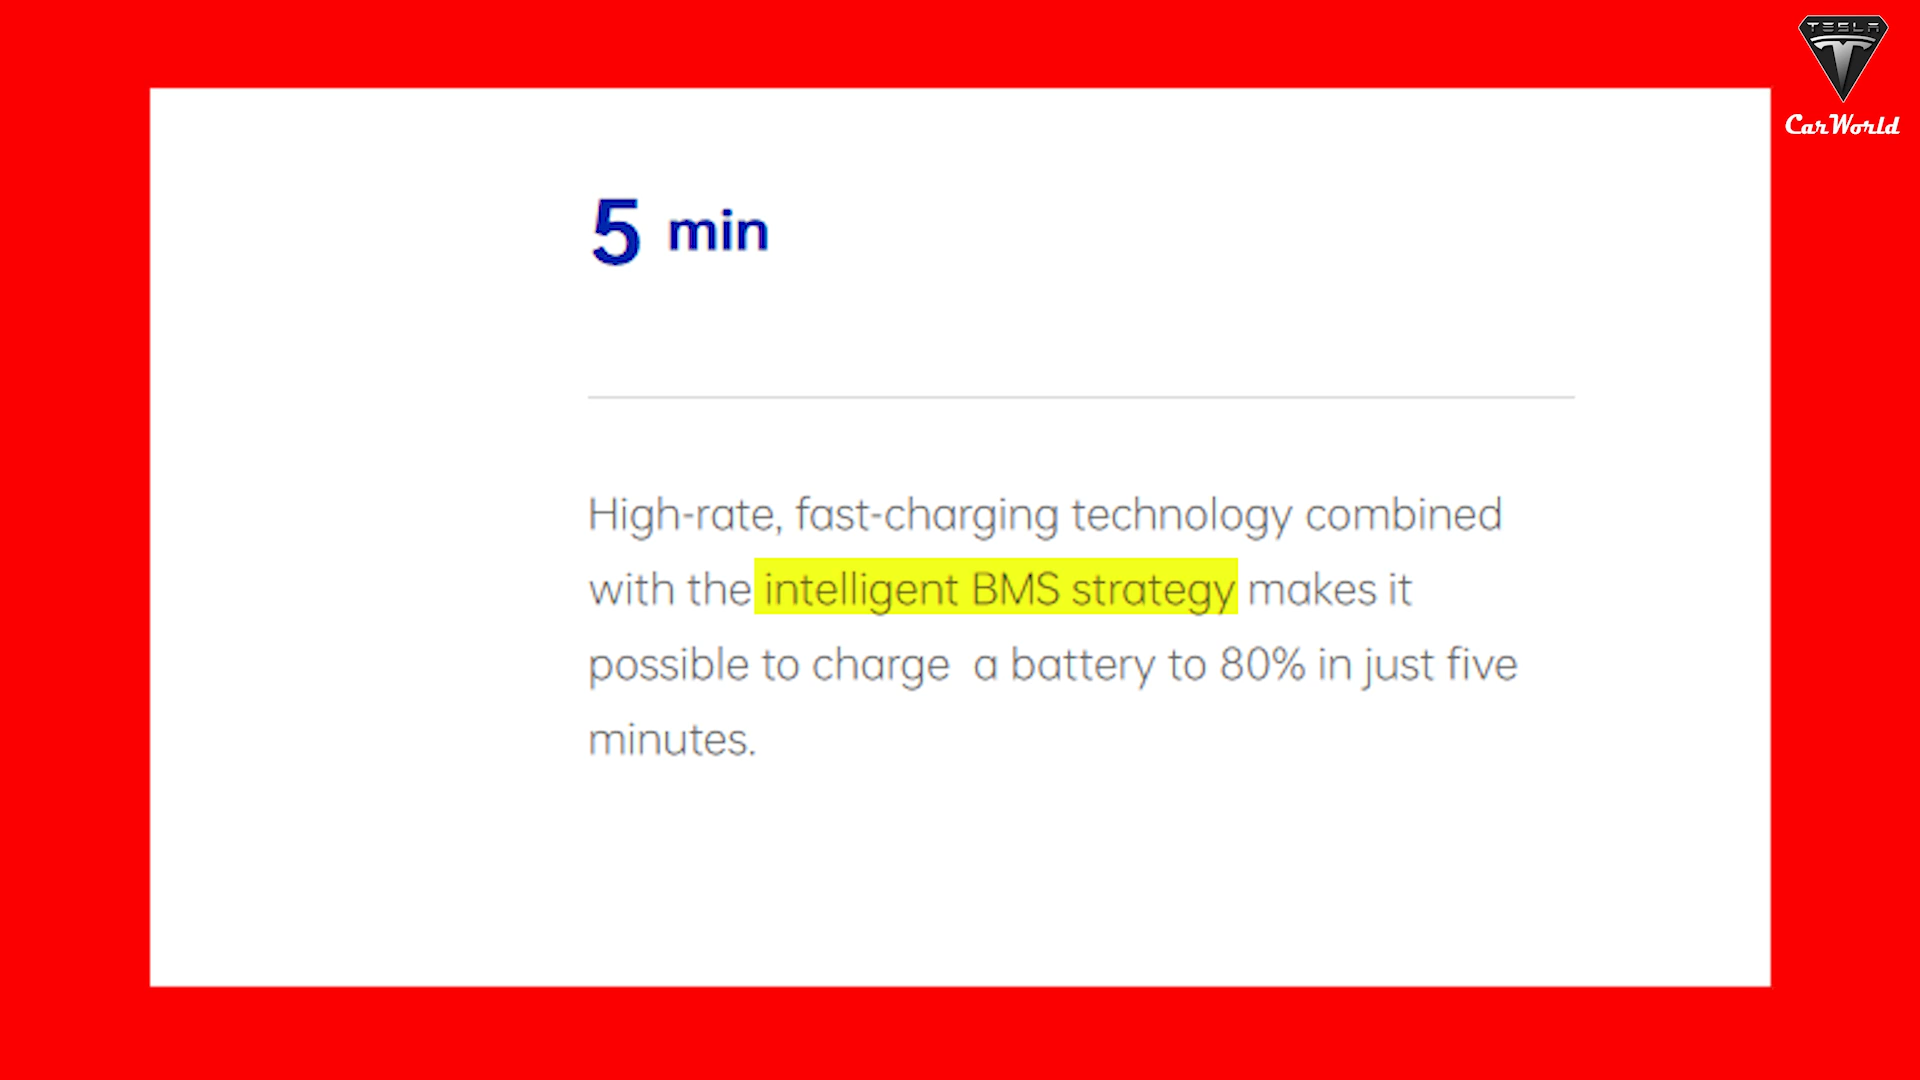 TESLA
CarWorld
5 min
High-rate, fast-charging technology combined
with the intelligent BMS strategy makes it
possible to charge a battery to 80% in just five
minutes.